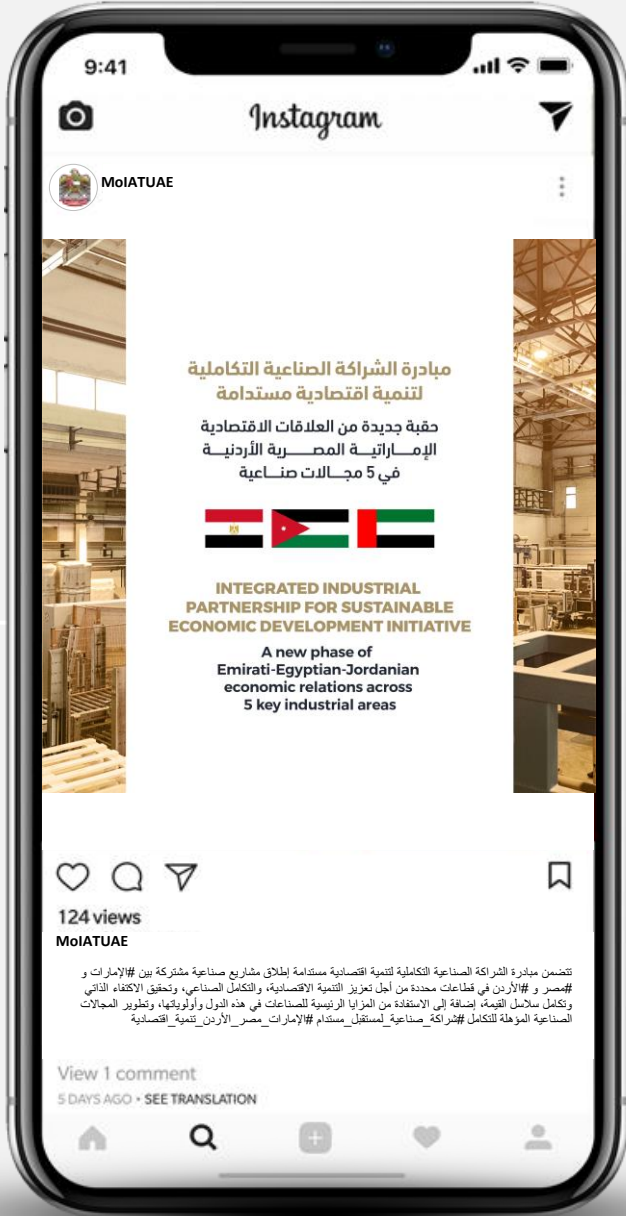 9:41
Instagram
MoIATUAE
مبادرة الشراكة الصناعية التكاملية
لتنمية اقتصادية مستدامة
حقبة جديدة من العلاقات الاقتصادية
الإمـــاراتيـــة المصـــــرية الأردنيـــة
في 5 مجـــالات صنـــاعية
INTEGRATED INDUSTRIAL
PARTNERSHIP FOR SUSTAINABLE
ECONOMIC DEVELOPMENT INITIATIVE
A new phase of
Emirati-Egyptian-Jordanian
economic relations across
5 key industrial areas
124 views
MoIATUAE
تتضمن مبادرة الشراكة الصناعية التكاملية لتنمية اقتصادية مستدامة إطلاق مشاريع صناعية مشتركة بين #الإمارات و
#مصر و #الأردن في قطاعات محددة من أجل تعزيز التنمية الاقتصادية، والتكامل الصناعي، وتحقيق الاكتفاء الذاتي
وتكامل سلاسل القيمة، إضافة إلى الاستفادة من المزايا الرئيسية للصناعات في هذه الدول وأولوياتها، وتطوير المجالات
الصناعية المؤهلة للتكامل #شراكة_صناعية_لمستقبل_مستدام #الإمارات_مصر_الأردن_تنمية_اقتصادية
View 1 comment
5 DAYS AGO • SEE TRANSLATION